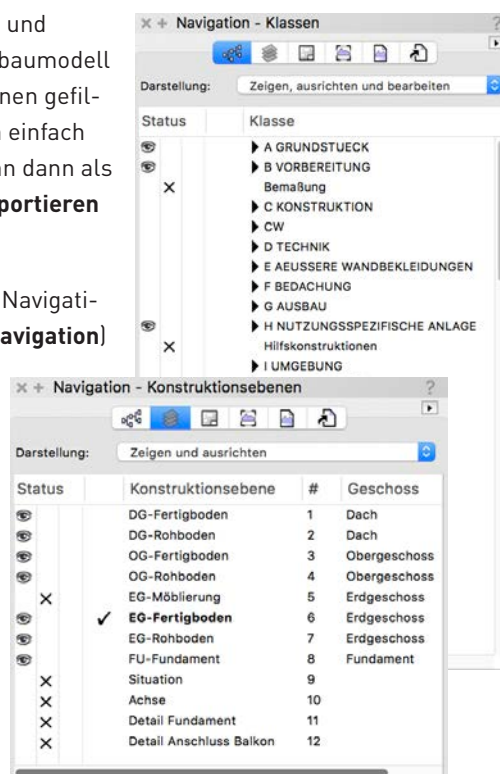 und
baumodell
nen gefil-
einfach
n dann als
portieren
Navigati-
avigation)
Navigation - Klassen ?
Darstellung: Zeigen, ausrichten und bearbeiten
Status Klasse
A GRUNDSTUECK
B VORBEREITUNG
Bemaßung
C KONSTRUKTION
CW
D TECHNIK
E AEUSSERE WANDBEKLEIDUNGEN
F BEDACHUNG
G AUSBAU
H NUTZUNGSSPEZIFISCHE ANLAGE
Hilfskonstruktionen
I UMGEBUNG
Navigation - Konstruktionsebenen ?
Darstellung: Zeigen und ausrichten
Status Konstruktionsebene # Geschoss
DG-Fertigboden 1 Dach
DG-Rohboden 2 Dach
OG-Fertigboden 3 Obergeschoss
OG-Rohboden 4 Obergeschoss
EG-Möblierung 5 Erdgeschoss
EG-Fertigboden 6 Erdgeschoss
EG-Rohboden 7 Erdgeschoss
FU-Fundament 8 Fundament
Situation 9
Achse 10
Detail Fundament 11
Detail Anschluss Balkon 12